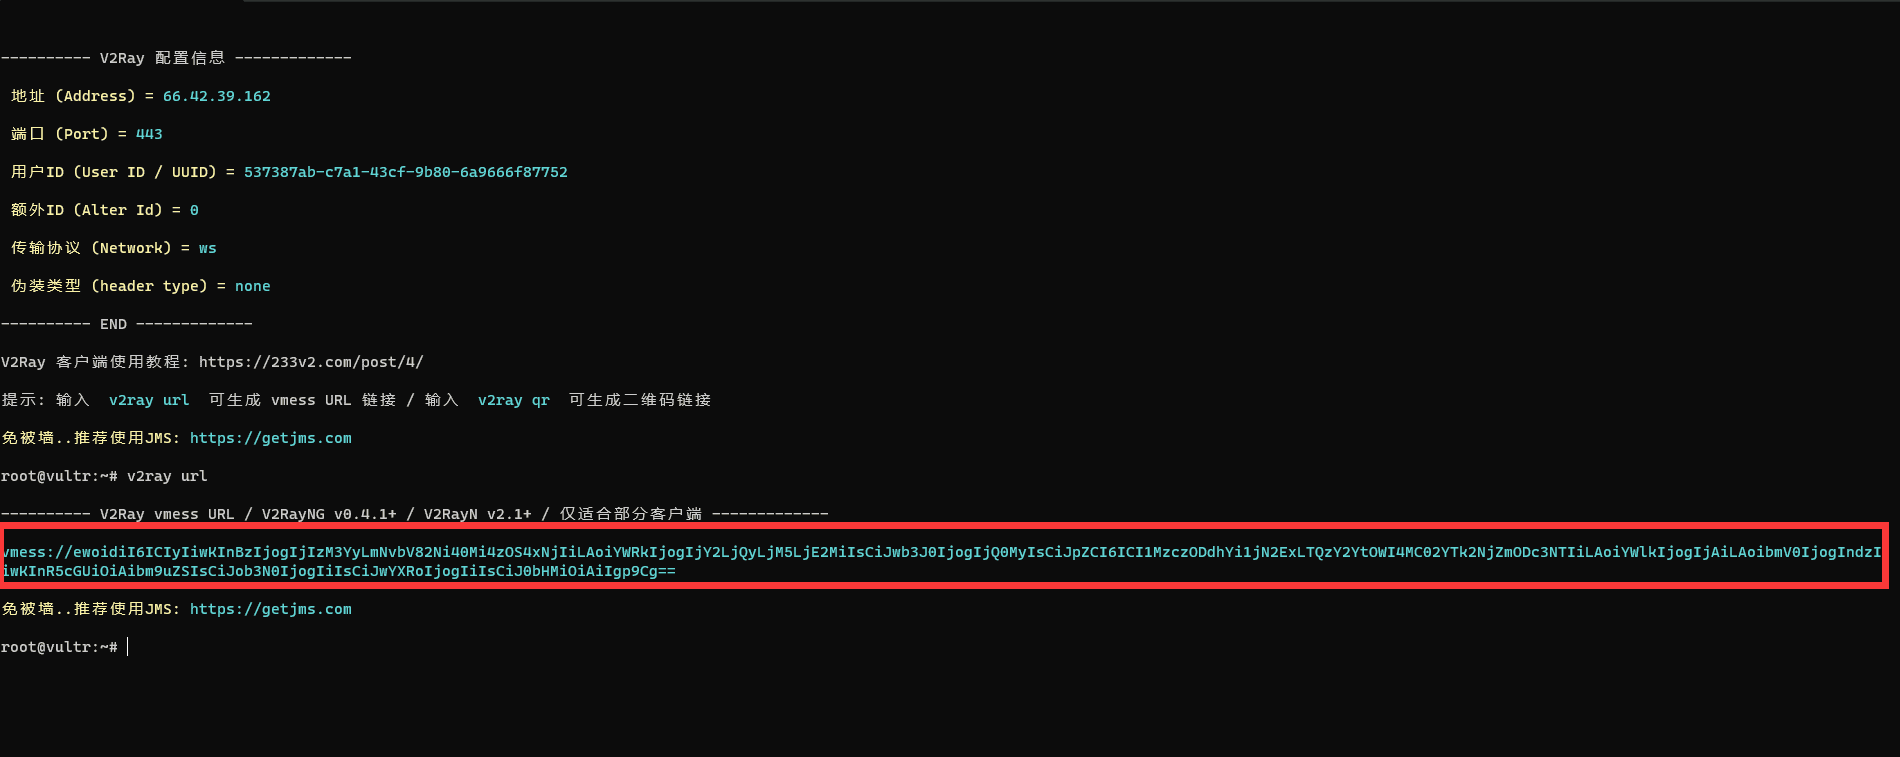 ---------- V2Ray 配置信息 -------------
地址 (Address) = 66.42.39.162
端口 (Port) = 443
用户ID (User ID / UUID) = 537387ab-c7a1-43cf-9b80-6a9666f87752
额外ID (Alter Id) = 0
传输协议 (Network) = ws
伪装类型 (header type) = none
---------- END -------------
V2Ray 客户端使用教程: https://233v2.com/post/4/
提示: 输入 v2ray url 可生成 vmess URL 链接 / 输入 v2ray qr 可生成二维码链接
免被墙..推荐使用JMS: https://getjms.com
root@vultr:~# v2ray url
---------- V2Ray vmess URL / V2RayNG v0.4.1+ / V2RayN v2.1+ / 仅适合部分客户端 -------------
vmess://ewoidiI6ICIyIiwKInBzIjogIjIzM3YyLmNvbV82Ni40Mi4zOS4xNjIiLAoiYWRkIjogIjY2LjQyLjM5LjE2MiIsCiJwb3J0IjogIjQ0MyIsCiJpZCI6ICI1MzczODdhYi1jN2ExLTQzY2YtOWI4MC02YTk2NjZmODc3NTIiLAoiYWlkIjogIjAiLAoibmV0IjogIndzI
iwKInR5cGUiOiAibm9uZSIsCiJob3N0IjogIiIsCiJwYXRoIjogIiIsCiJ0bHMiOiAiIgp9Cg==
免被墙..推荐使用JMS: https://getjms.com
root@vultr:~#